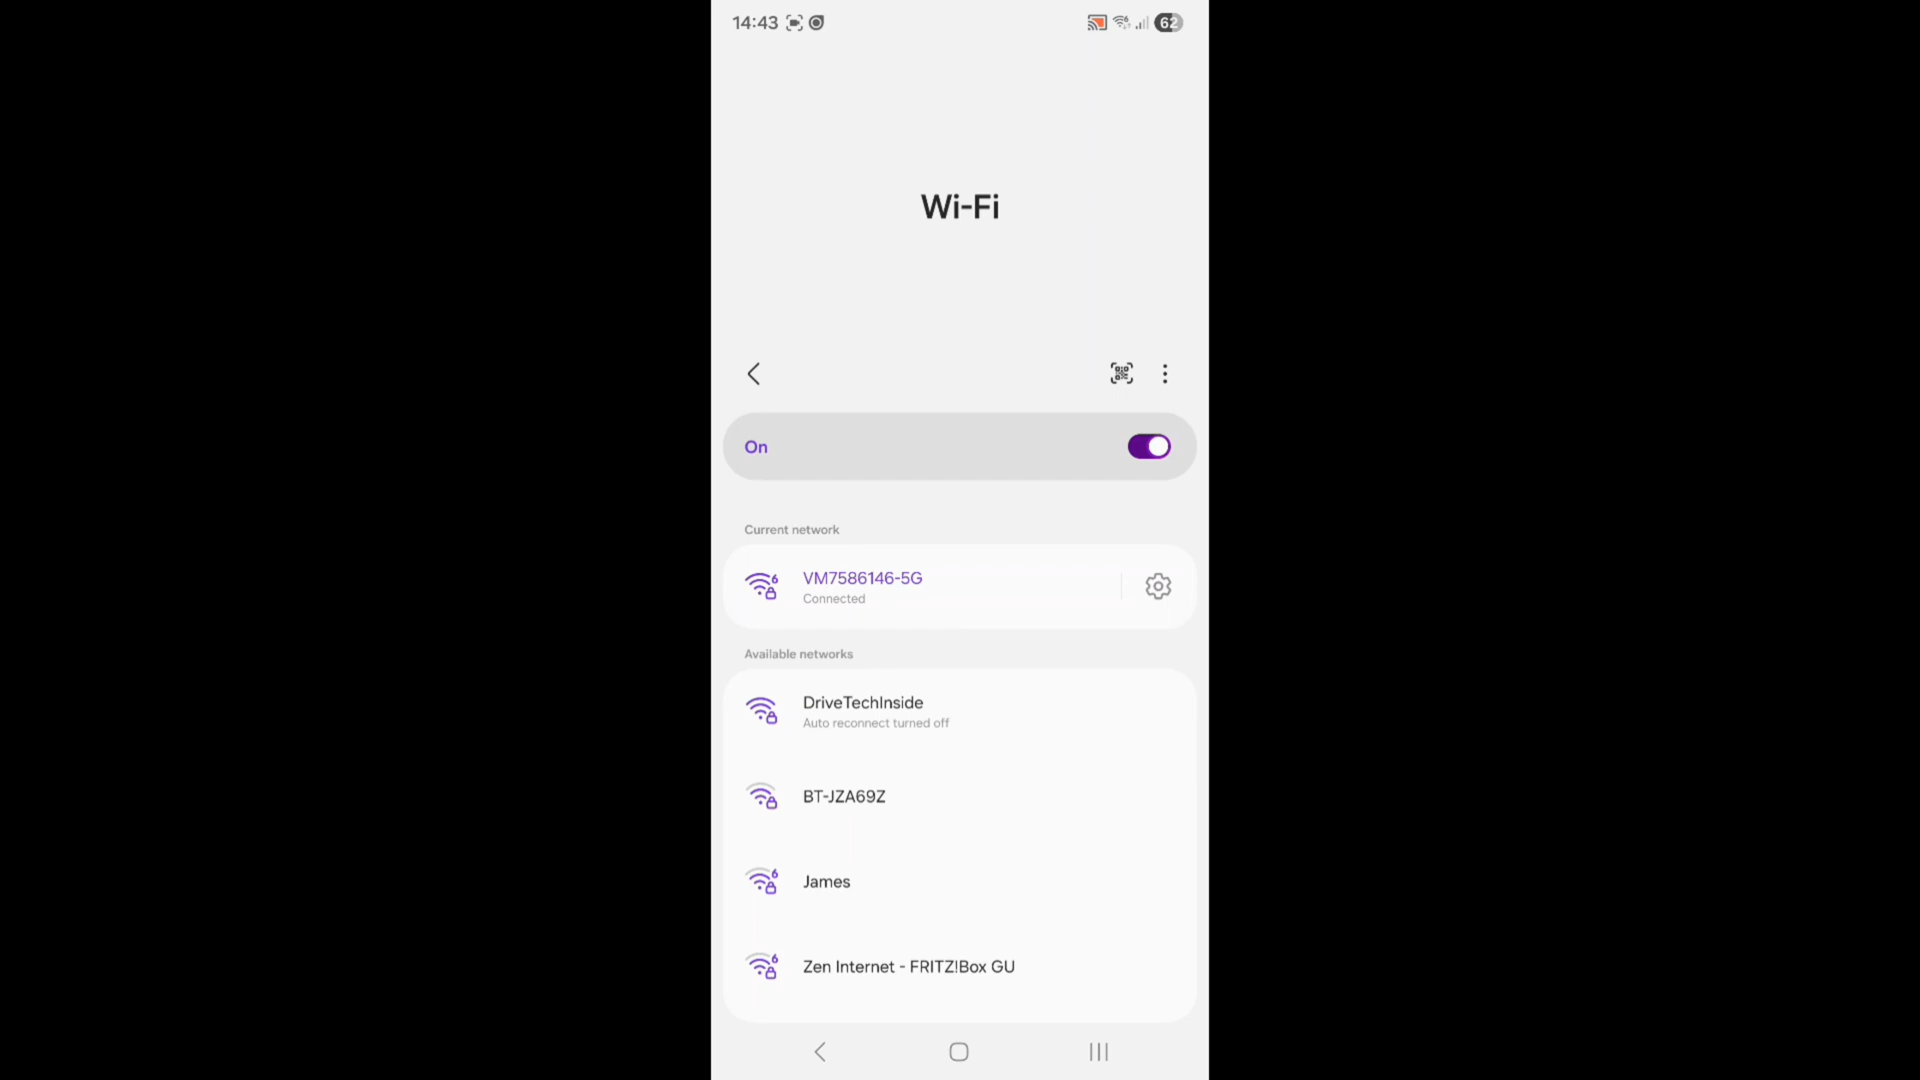 14:43
62
Wi-Fi
On
Current network
VM7586146-5G
Connected
Available networks
DriveTechInside
Auto reconnect turned off
BT-JZA69Z
James
Zen Internet - FRITZ!Box GU